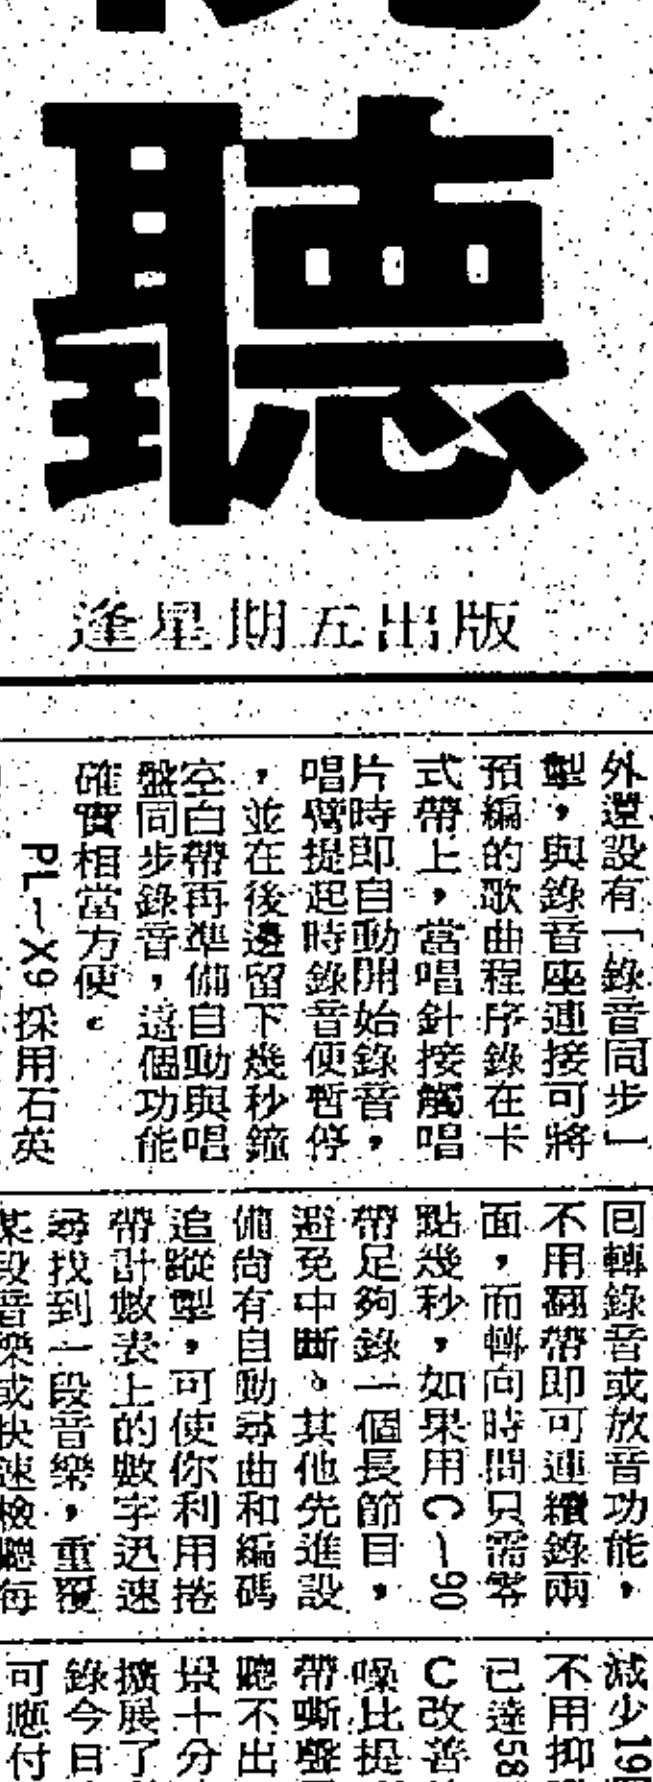 聽
逢星期五出版
外還設有「錄音同步」
掣，與錄音座連接可將
預編的歌曲程序錄在卡
式帶上，當唱針接觸唱
片時即自動開始錄音，
唱臂提起時錄音便暫停
，並在後邊留下幾秒鐘
空白帶再準備自動與唱
盤同步錄音，這個功能
確實相當方便。
PL－X9採用石英
回轉錄音或放音功能，
不用翻帶即可連續錄兩
面，而轉向時間只需零
點幾秒，如果用C－90
帶足夠錄一個長節目，
避免中斷。其他先進設
備尚有自動尋曲和編碼
追蹤掣，可使你利用捲
帶計數表上的數字迅速
尋找到一段音樂，重覆
某段音樂或快速檢聽每
減少19
不用抑
已達58
C改善
噪比提
帶嘶聲
聽不出
景十分
擴展了
錄今日
可應付